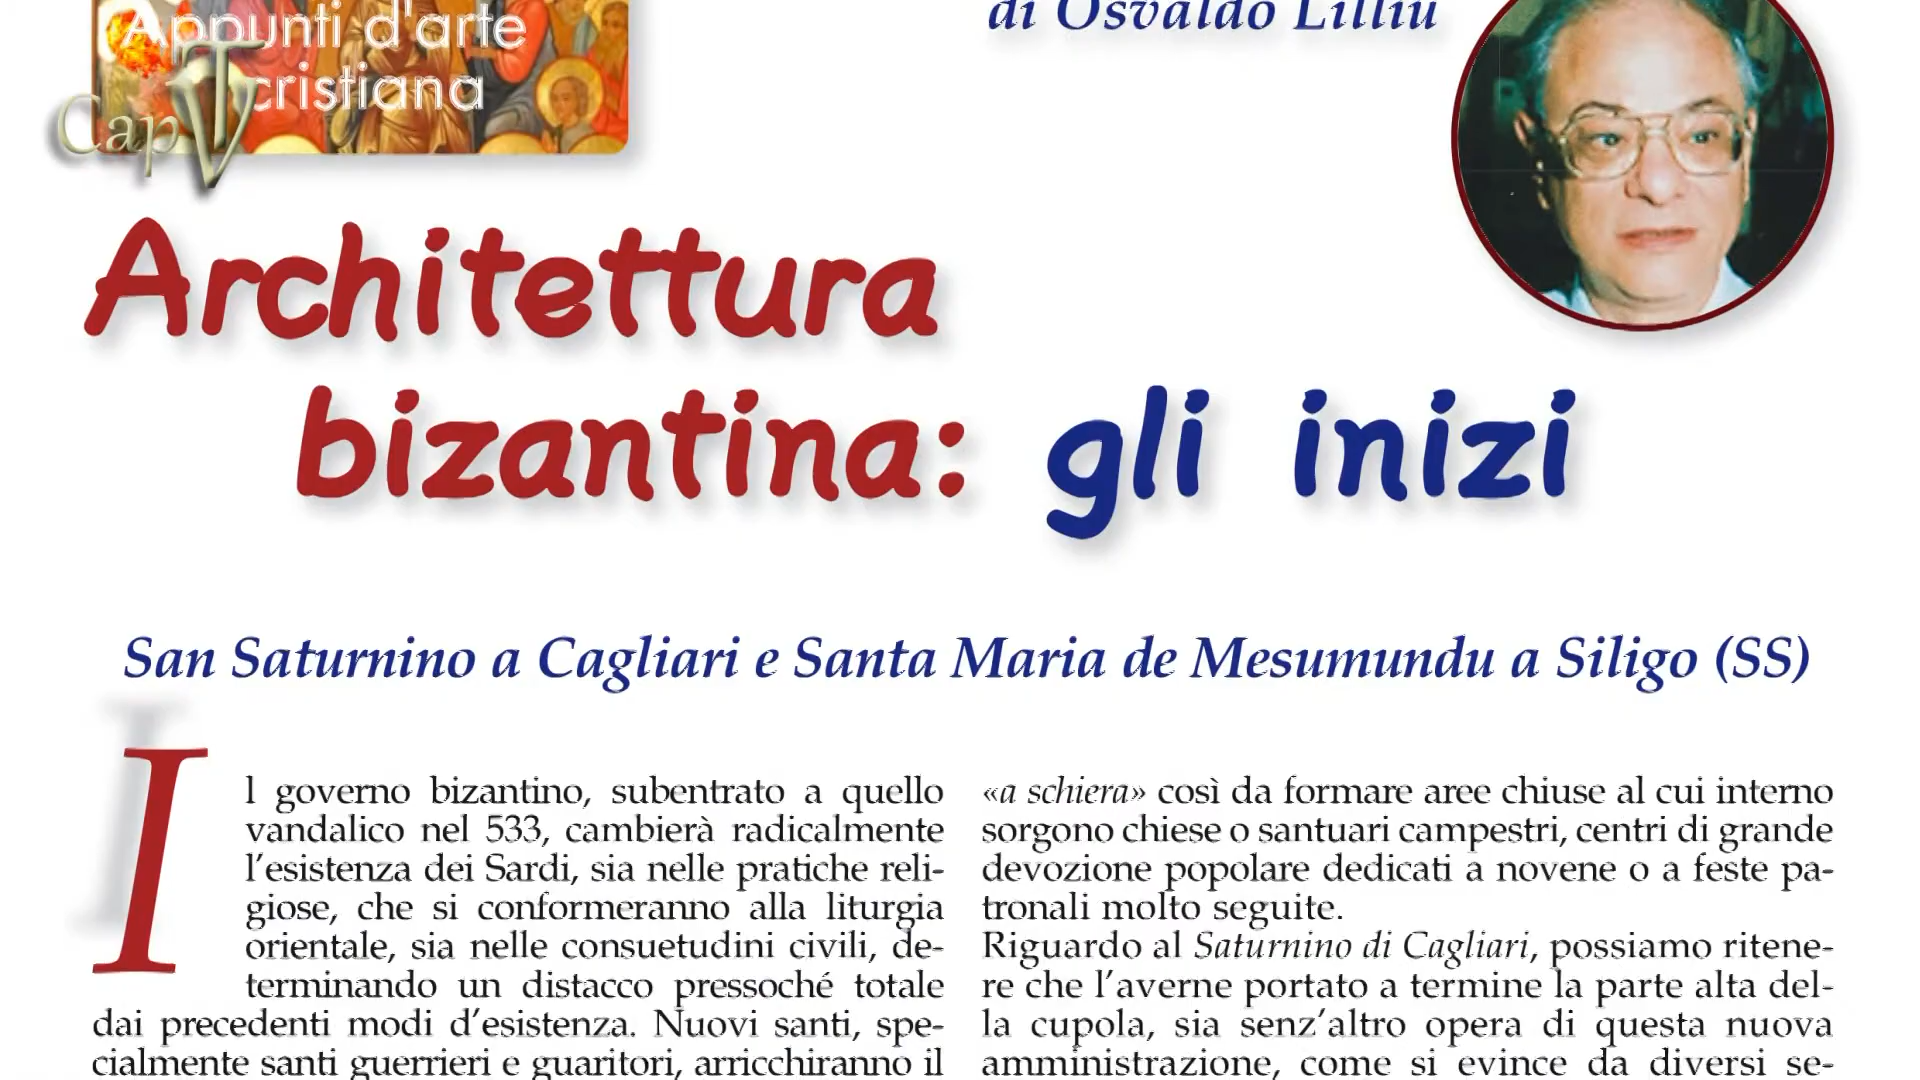 Appunti d'arte
cristiana
CapTV
di Osvaldo Lilliu
Architettura
bizantina: gli inizi
San Saturnino a Cagliari e Santa Maria de Mesumundu a Siligo (SS)
Il governo bizantino, subentrato a quello
vandalico nel 533, cambierà radicalmente
l'esistenza dei Sardi, sia nelle pratiche reli-
giose, che si conformeranno alla liturgia
orientale, sia nelle consuetudini civili, de-
terminando un distacco pressoché totale
dai precedenti modi d'esistenza. Nuovi santi, spe-
cialmente santi guerrieri e guaritori, arricchiranno il
«a schiera» così da formare aree chiuse al cui interno
sorgono chiese o santuari campestri, centri di grande
devozione popolare dedicati a novene o a feste pa-
tronali molto seguite.
Riguardo al Saturnino di Cagliari, possiamo ritene-
re che l'averne portato a termine la parte alta del-
la cupola, sia senz'altro opera di questa nuova
amministrazione, come si evince da diversi se-